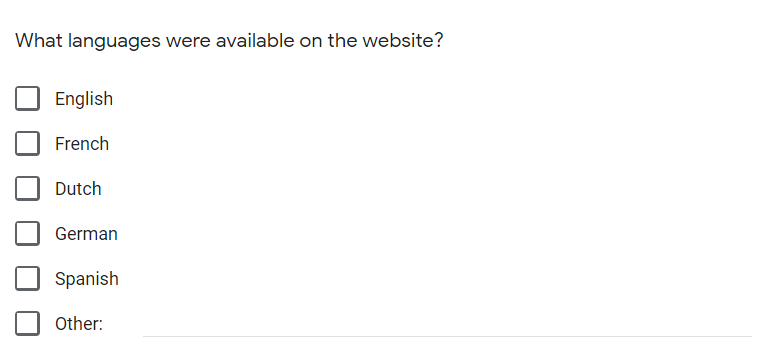 What languages were available on the website?
English
French
Dutch
German
Spanish
Other: